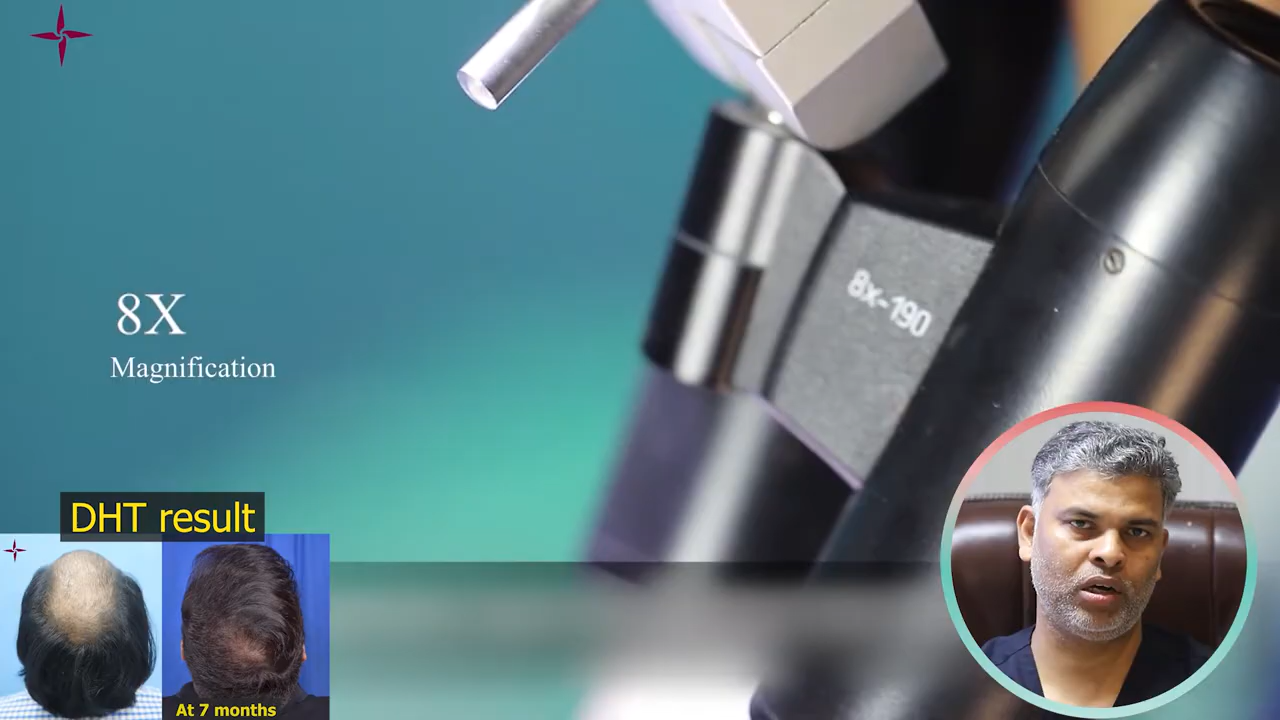 8X
Magnification
8x-190
DHT result
At 7 months